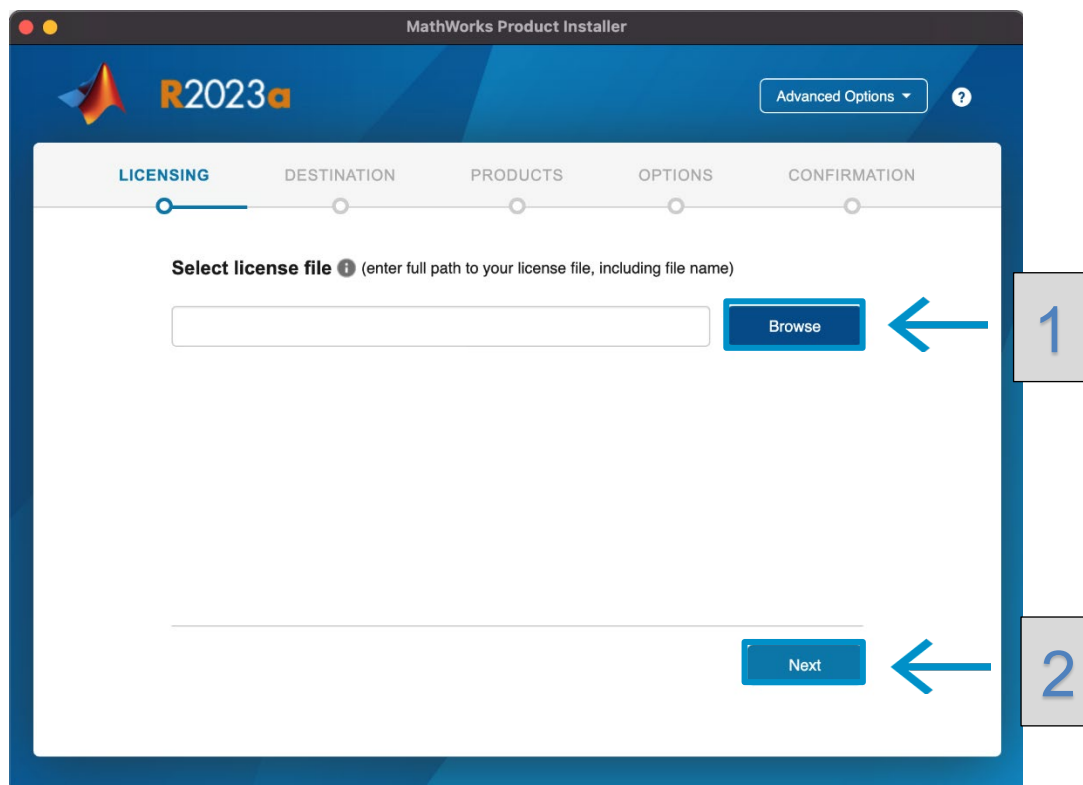 MathWorks Product Installer
R2023a
Advanced Options
?
LICENSING DESTINATION PRODUCTS OPTIONS CONFIRMATION
Select license file i (enter full path to your license file, including file name)
Browse
1
Next
2